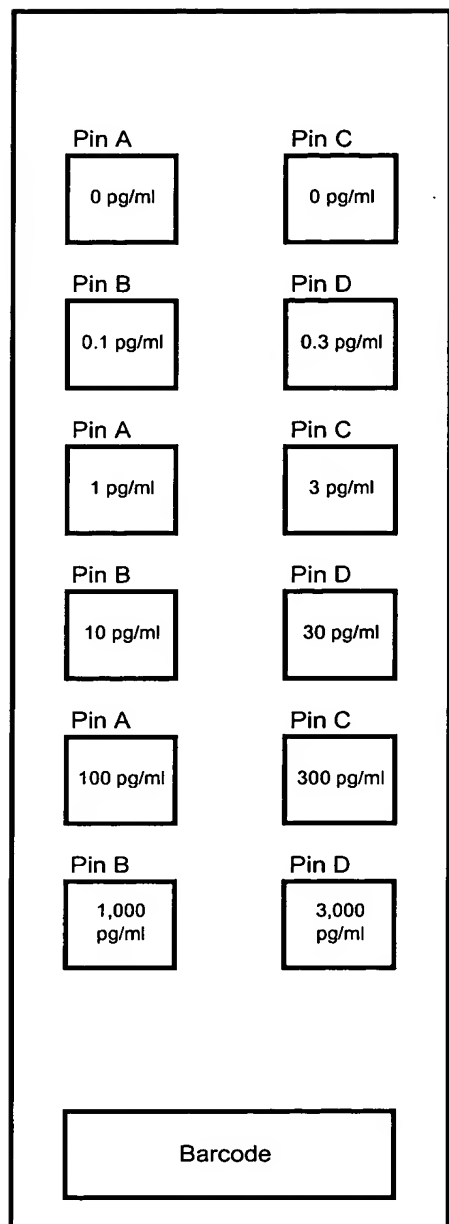 Pin A Pin C
0 pg/ml 0 pg/ml
Pin B Pin D
0.1 pg/ml 0.3 pg/ml
Pin A Pin C
1 pg/ml 3 pg/ml
Pin B Pin D
10 pg/ml 30 pg/ml
Pin A Pin C
100 pg/ml 300 pg/ml
Pin B Pin D
1,000 3,000
pg/ml pg/ml
Barcode